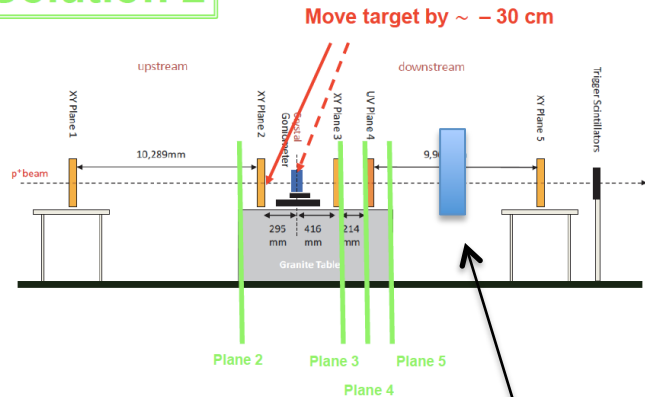 Move target by ~ – 30 cm
upstream
downstream
XY Plane 1
XY Plane 2
Goniometer
Crystal
XY Plane 3
UV Plane 4
XY Plane 5
Trigger Scintillators
10,289mm
p+ beam
295 mm
416 mm
214 mm
Granite Table
Plane 2
Plane 3
Plane 5
Plane 4